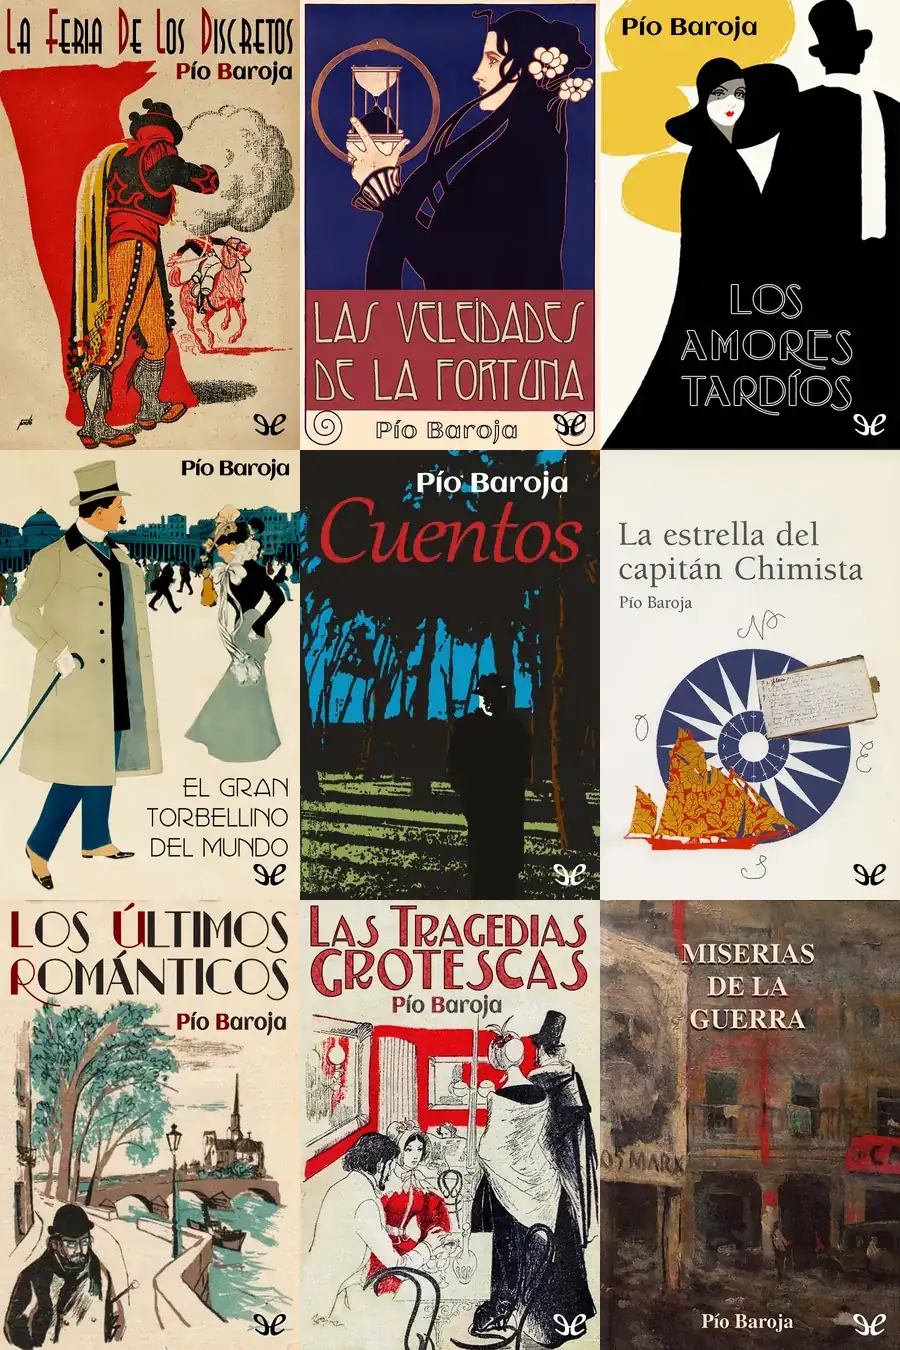 LA FERIA DE LOS DISCRETOS
Pío Baroja
LAS VELEIDADES
DE LA FORTUNA
Pío Baroja
Pío Baroja
LOS
AMORES
TARDÍOS
Pío Baroja
EL GRAN
TORBELLINO
DEL MUNDO
Pío Baroja
Cuentos
La estrella del
capitán Chimista
Pío Baroja
N
O
E
S
LOS ÚLTIMOS
ROMÁNTICOS
Pío Baroja
LAS TRAGEDIAS
GROTESCAS
Pío Baroja
MISERIAS
DE LA
GUERRA
OS MARX
Pío Baroja